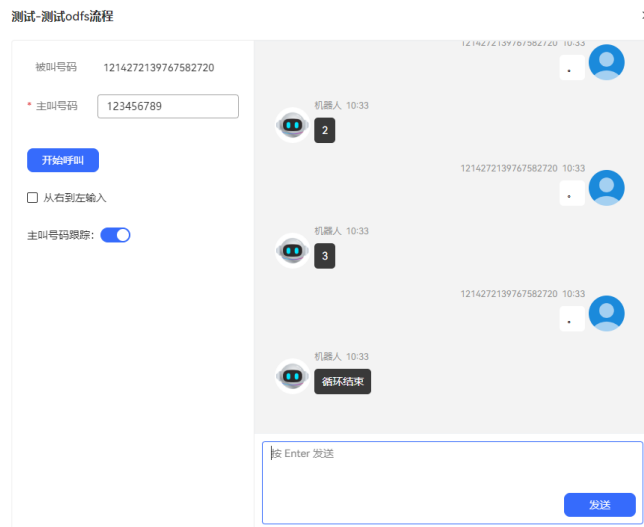 测试-测试odfs流程
被叫号码 1214272139767582720
* 主叫号码 123456789
开始呼叫
从右到左输入
主叫号码跟踪：
1214272139767582720 10:33
.
机器人 10:33
2
1214272139767582720 10:33
.
机器人 10:33
3
1214272139767582720 10:33
.
机器人 10:33
循环结束
按 Enter 发送
发送